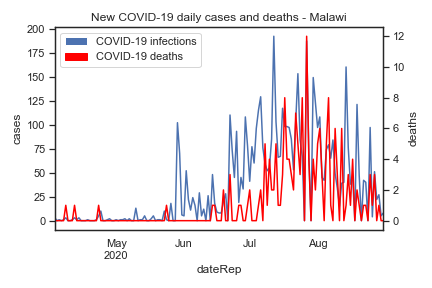 New COVID-19 daily cases and deaths - Malawi
COVID-19 infections
COVID-19 deaths
200
175
150
125
100
75
50
25
0
cases
12
10
8
6
4
2
0
deaths
May
2020
Jun
Jul
Aug
dateRep